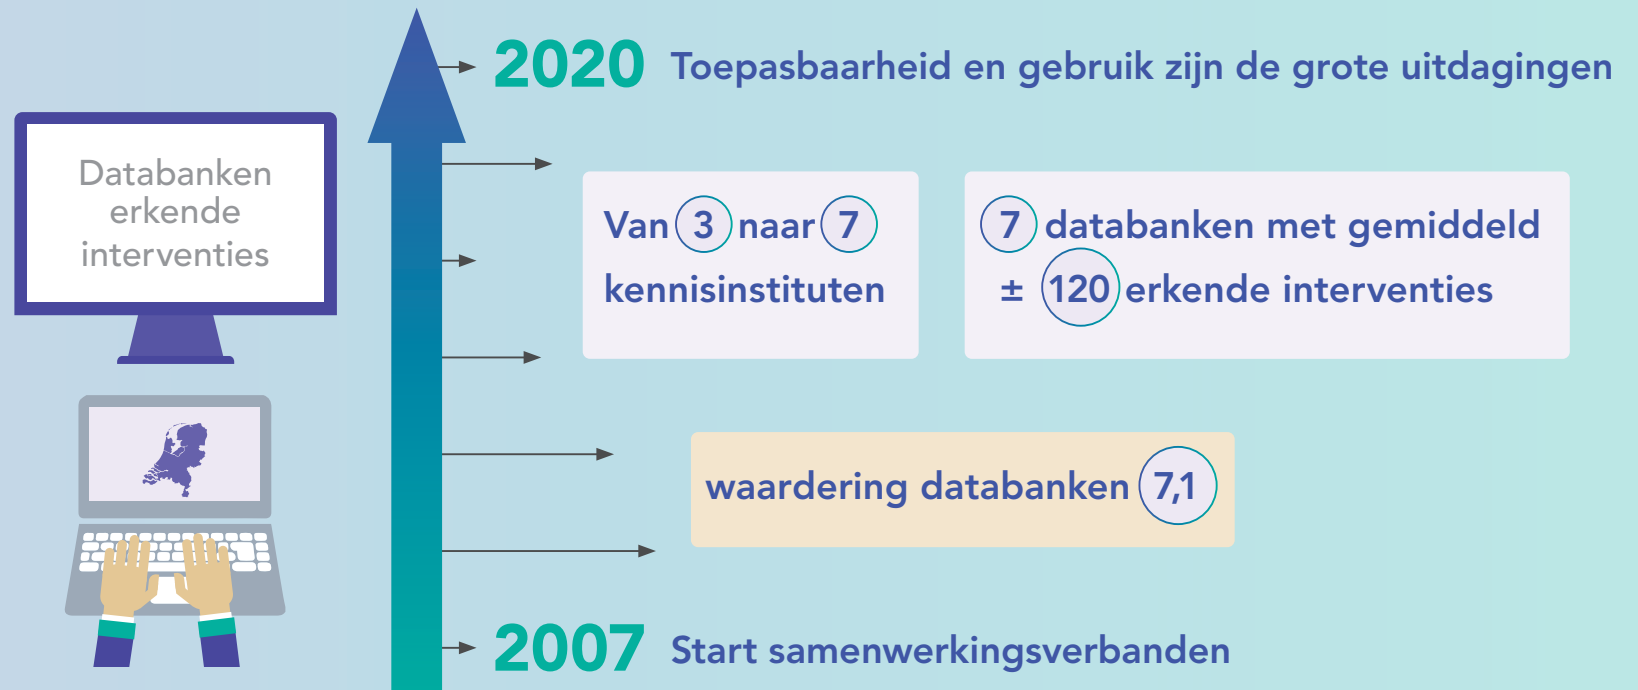 2020 Toepasbaarheid en gebruik zijn de grote uitdagingen
Databanken
erkende
interventies
Van 3 naar 7
kennisinstituten
7 databanken met gemiddeld
± 120 erkende interventies
waardering databanken 7,1
2007 Start samenwerkingsverbanden